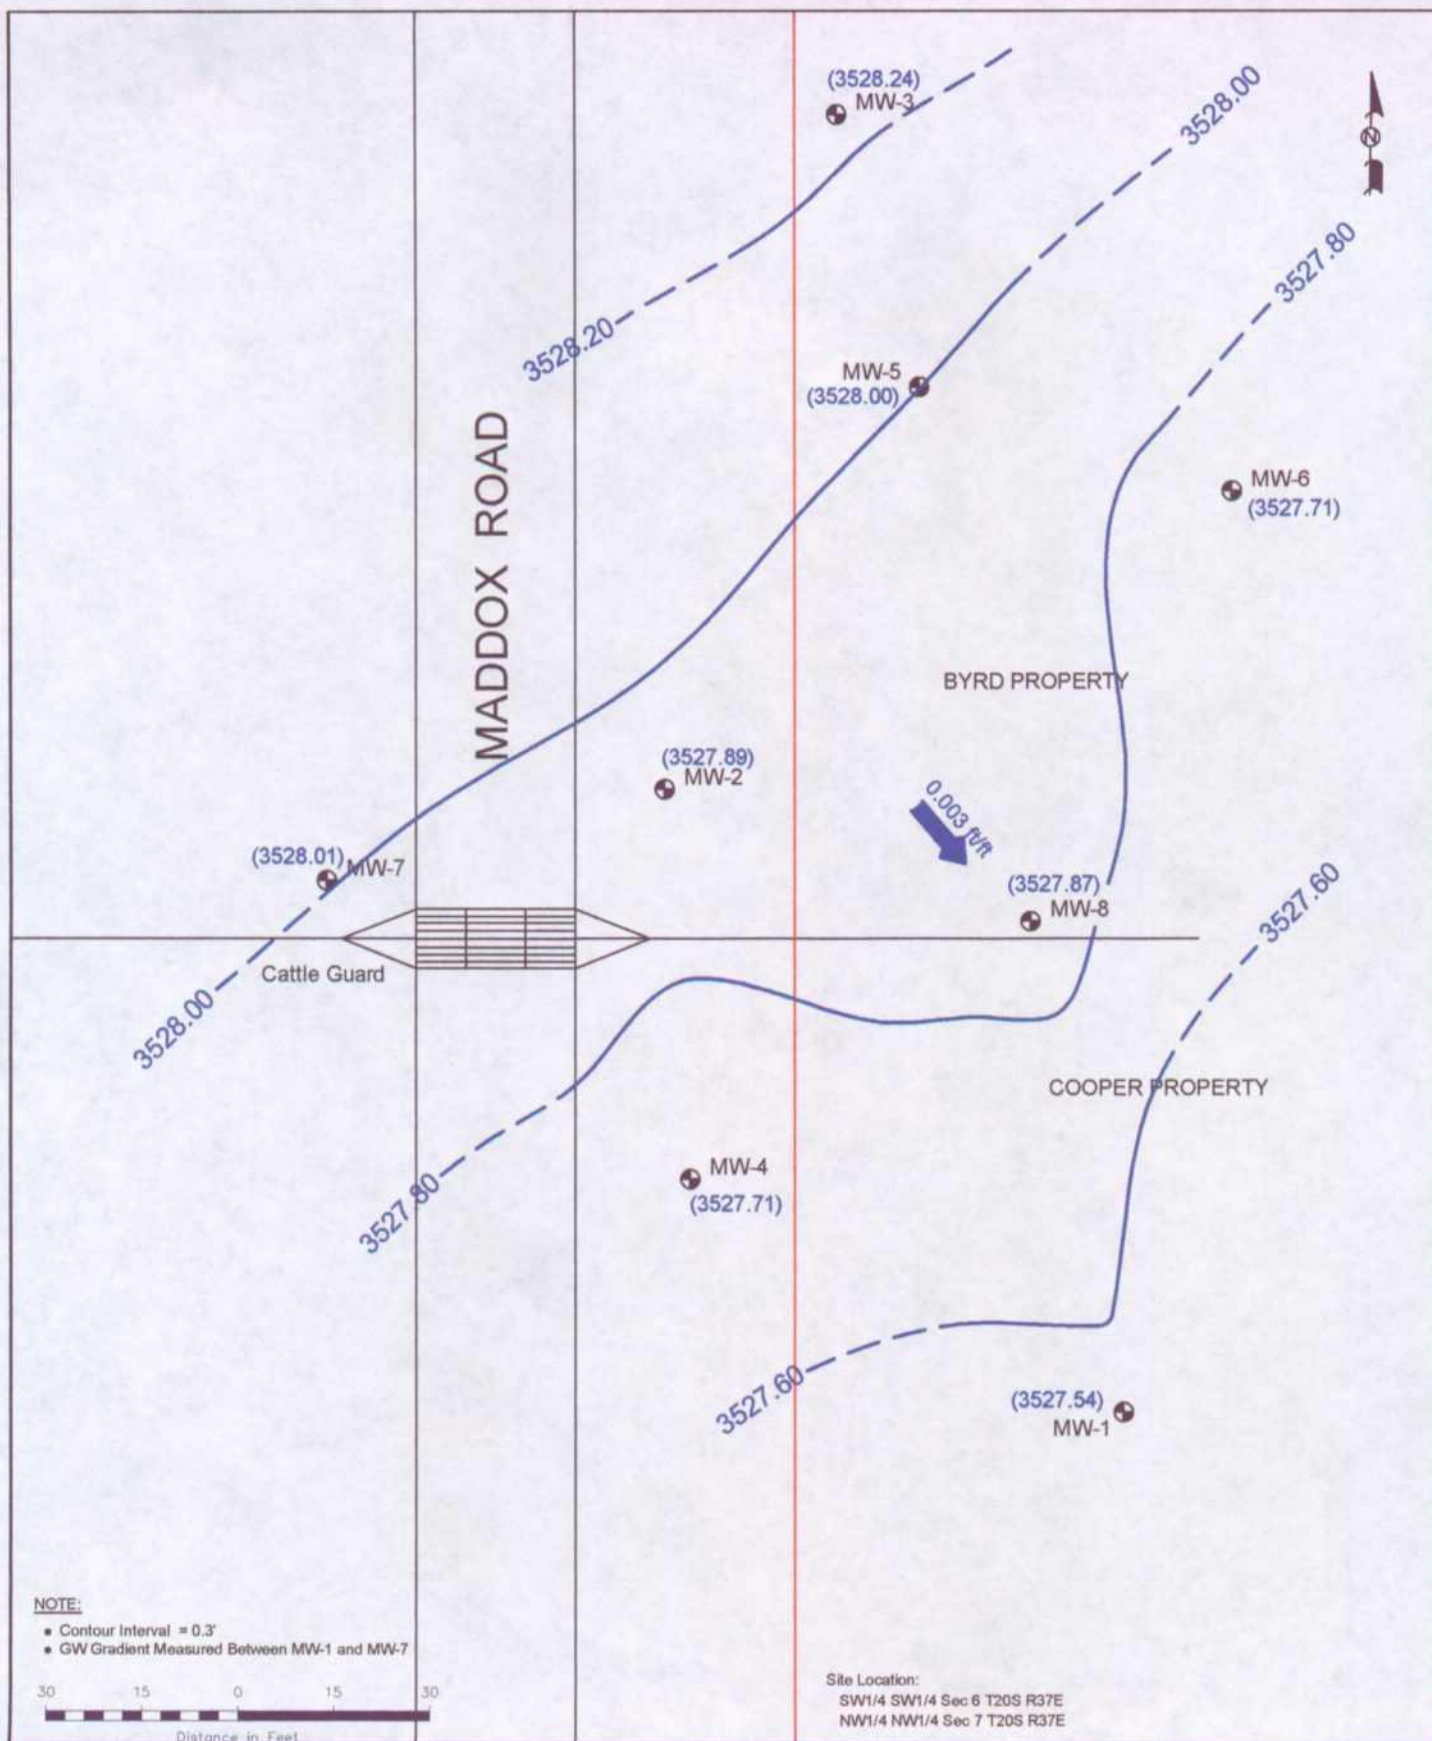 (3528.24)
MW-3
3528.00
N
3527.80
3528.20
MW-5
(3528.00)
MADDOX ROAD
MW-6
(3527.71)
BYRD PROPERTY
(3527.89)
MW-2
0.003 ft/ft
(3528.01)
MW-7
(3527.87)
MW-8
3527.60
Cattle Guard
3528.00
COOPER PROPERTY
3527.80
MW-4
(3527.71)
3527.60
(3527.54)
MW-1
NOTE:
• Contour Interval = 0.3'
• GW Gradient Measured Between MW-1 and MW-7
30 15 0 15 30
Distance in Feet
Site Location:
SW1/4 SW1/4 Sec 6 T20S R37E
NW1/4 NW1/4 Sec 7 T20S R37E